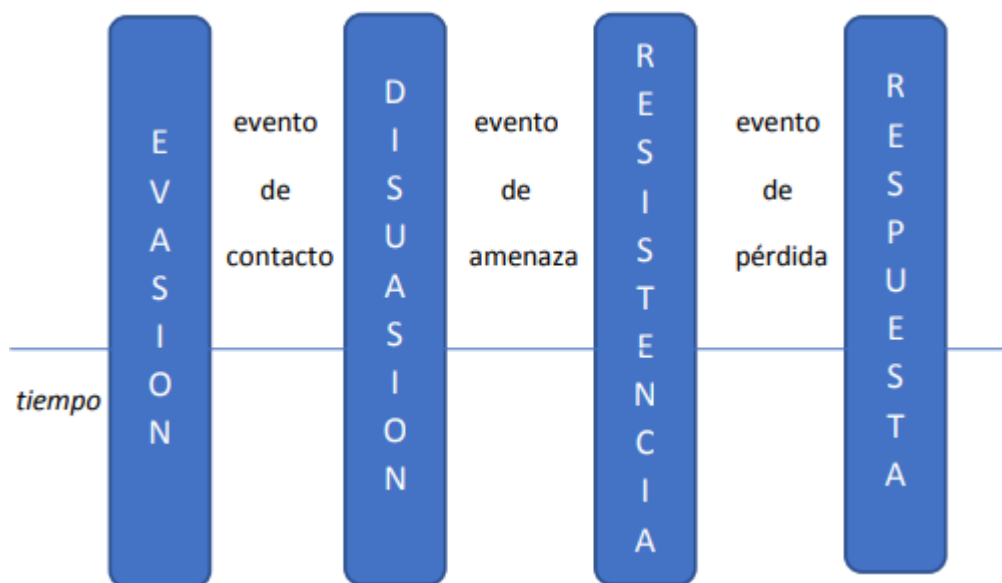 EVASION
evento
de
contacto
DISUASION
evento
de
amenaza
RESISTENCIA
evento
de
pérdida
RESPUESTA
tiempo